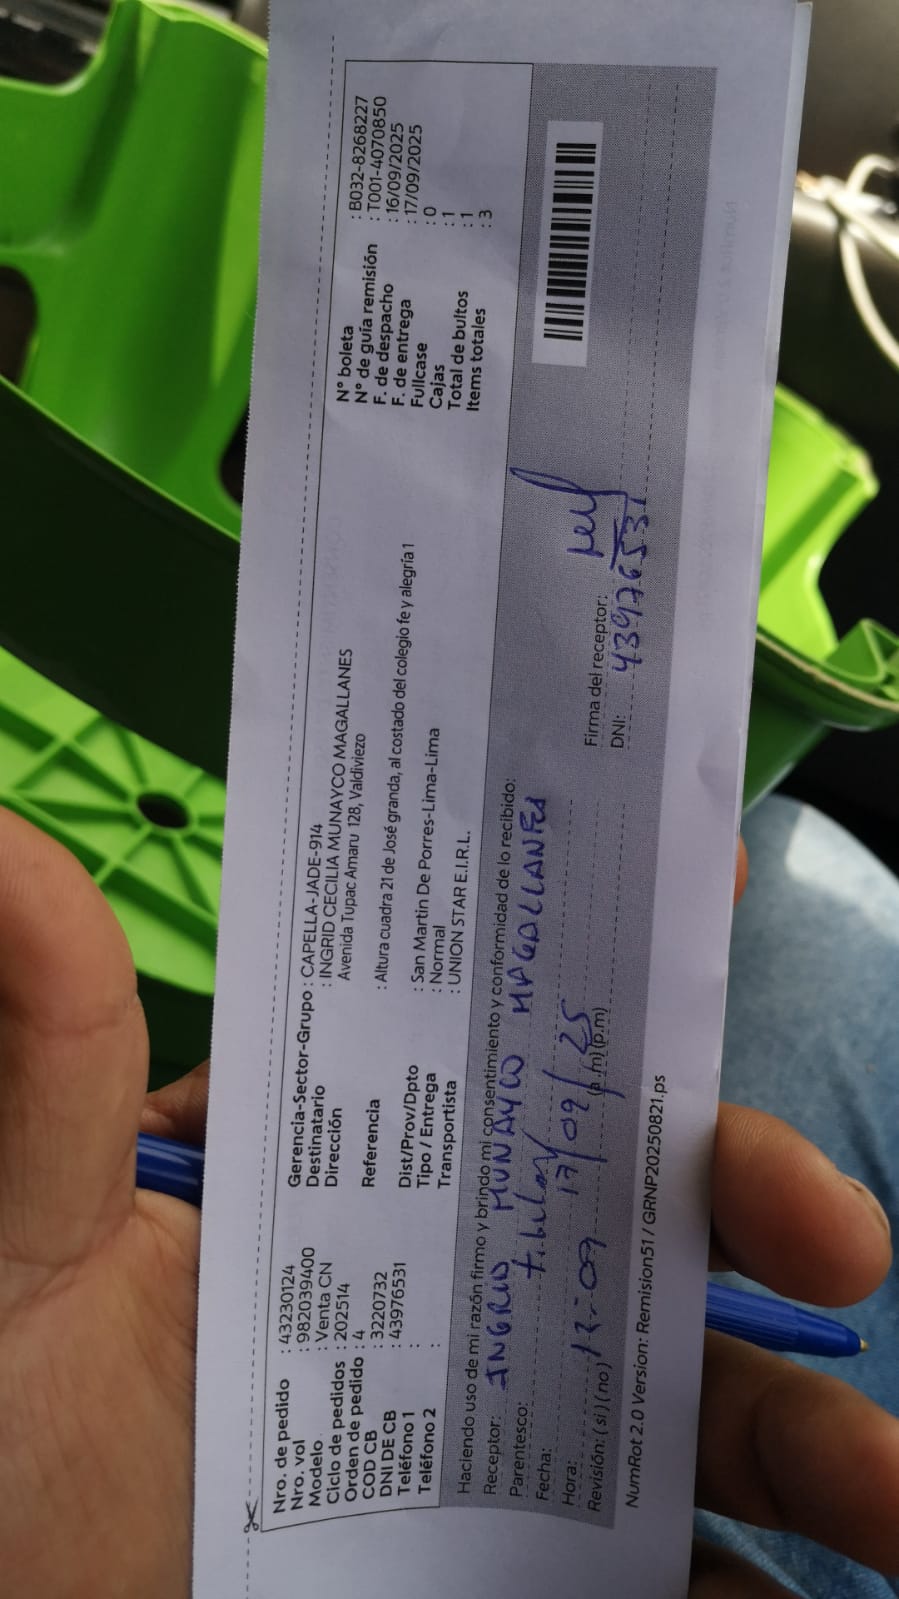 Nro. de pedido : 43230124
Nro. vol : 982039400
Modelo : Venta CN
Ciclo de pedidos : 202514
Orden de pedido : 4
COD CB : 3220732
DNI DE CB : 43976531
Teléfono 1 :
Teléfono 2 :
Gerencia-Sector-Grupo : CAPELLA-JADE-914
Destinatario : INGRID CECILIA MUNAYCO MAGALLANES
Dirección Avenida Tupac Amaru 128, Valdiviezo
Referencia : Altura cuadra 21 de José granda, al costado del colegio fe y alegría 1
Dist/Prov/Dpto : San Martin De Porres-Lima-Lima
Tipo / Entrega : Normal
Transportista : UNION STAR E.I.R.L.
N° boleta : B032-8268227
N° de guía remisión : T001-4070850
F. de despacho : 16/09/2025
F. de entrega : 17/09/2025
Fullcase : 0
Cajas : 1
Total de bultos : 1
Items totales : 3
Haciendo uso de mi razón firmo y brindo mi consentimiento y conformidad de lo recibido:
Receptor: INGRID MUNAYCO MAGALLANES
Parentesco:
Fecha: 17/09/25
Hora: (a.m) (p.m)
Revisión: (si) (no)
Firma del receptor:
DNI: 43976531
NumRot 2.0 Version: Remision51 / GRNP20250821.ps